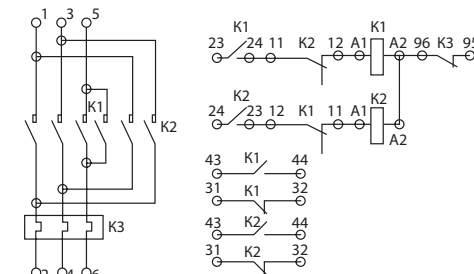 1 3 5
K1
K2
K3
2 4 6
K1 K1
23 24 11 K2 12 A1 A2 96 K3 95
K2 K2
24 23 12 K1 11 A1
A2
43 K1 44
31 K1 32
43 K2 44
31 K2 32